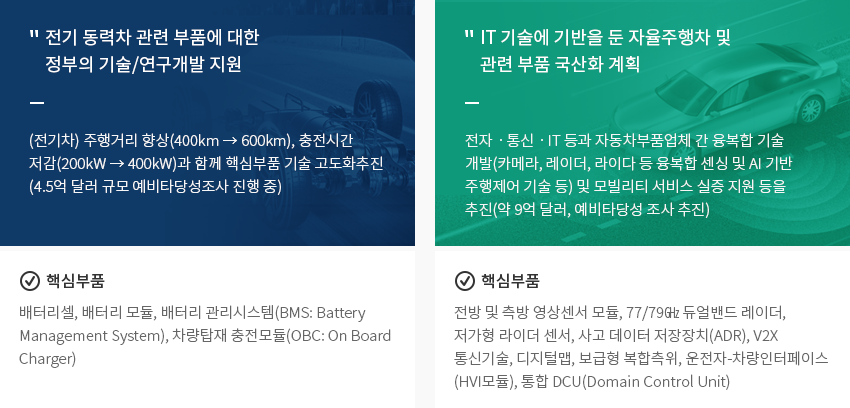 " 전기 동력차 관련 부품에 대한
정부의 기술/연구개발 지원
(전기차) 주행거리 향상(400km → 600km), 충전시간
저감(200kW → 400kW)과 함께 핵심부품 기술 고도화추진
(4.5억 달러 규모 예비타당성조사 진행 중)
핵심부품
배터리셀, 배터리 모듈, 배터리 관리시스템(BMS: Battery
Management System), 차량탑재 충전모듈(OBC: On Board
Charger)
" IT 기술에 기반을 둔 자율주행차 및
관련 부품 국산화 계획
전자ㆍ통신ㆍIT 등과 자동차부품업체 간 융복합 기술
개발(카메라, 레이더, 라이다 등 융복합 센싱 및 AI 기반
주행제어 기술 등) 및 모빌리티 서비스 실증 지원 등을
추진(약 9억 달러, 예비타당성 조사 추진)
핵심부품
전방 및 측방 영상센서 모듈, 77/79㎓ 듀얼밴드 레이더,
저가형 라이더 센서, 사고 데이터 저장장치(ADR), V2X
통신기술, 디지털맵, 보급형 복합측위, 운전자-차량인터페이스
(HVI모듈), 통합 DCU(Domain Control Unit)